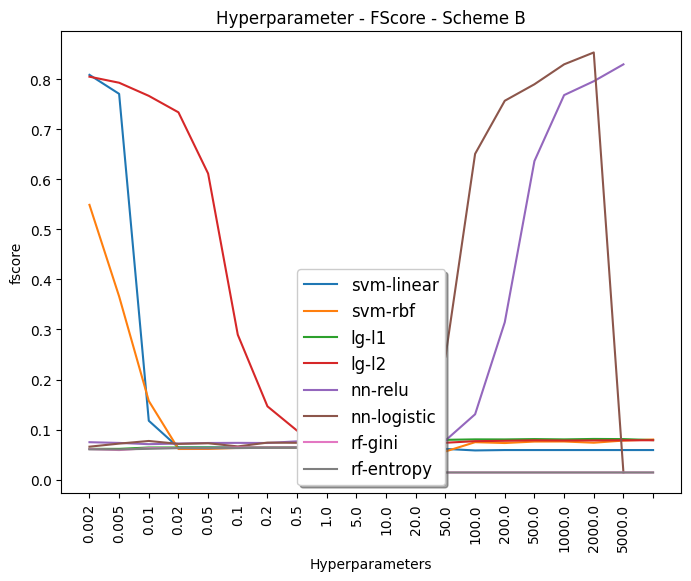 Hyperparameter - FScore - Scheme B
fscore
0.8
0.7
0.6
0.5
0.4
0.3
0.2
0.1
0.0
svm-linear
svm-rbf
lg-l1
lg-l2
nn-relu
nn-logistic
rf-gini
rf-entropy
0.002
0.005
0.01
0.02
0.05
0.1
0.2
0.5
1.0
5.0
10.0
20.0
50.0
100.0
200.0
500.0
1000.0
2000.0
5000.0
Hyperparameters